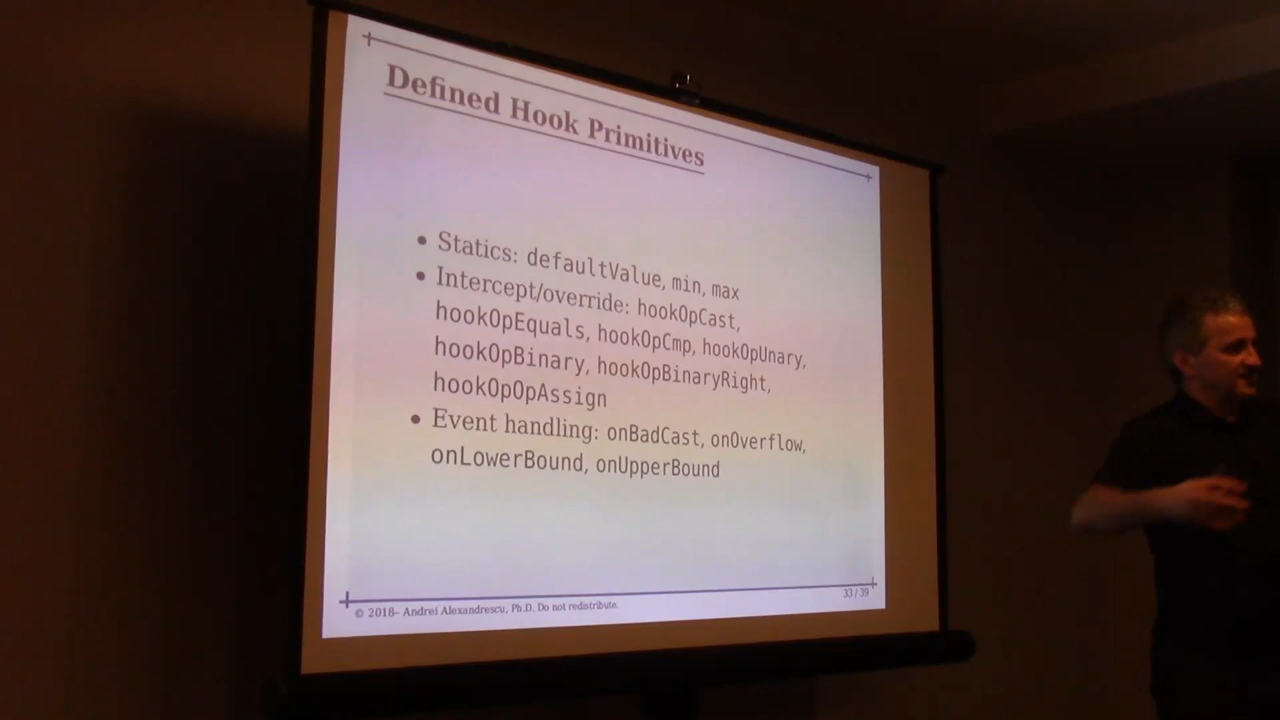 Defined Hook Primitives
• Statics: defaultValue, min, max
• Intercept/override: hookOpCast,
hookOpEquals, hookOpCmp, hookOpUnary,
hookOpBinary, hookOpBinaryRight,
hookOpOpAssign
• Event handling: onBadCast, onOverflow,
onLowerBound, onUpperBound
© 2018– Andrei Alexandrescu, Ph.D. Do not redistribute.
33 / 39